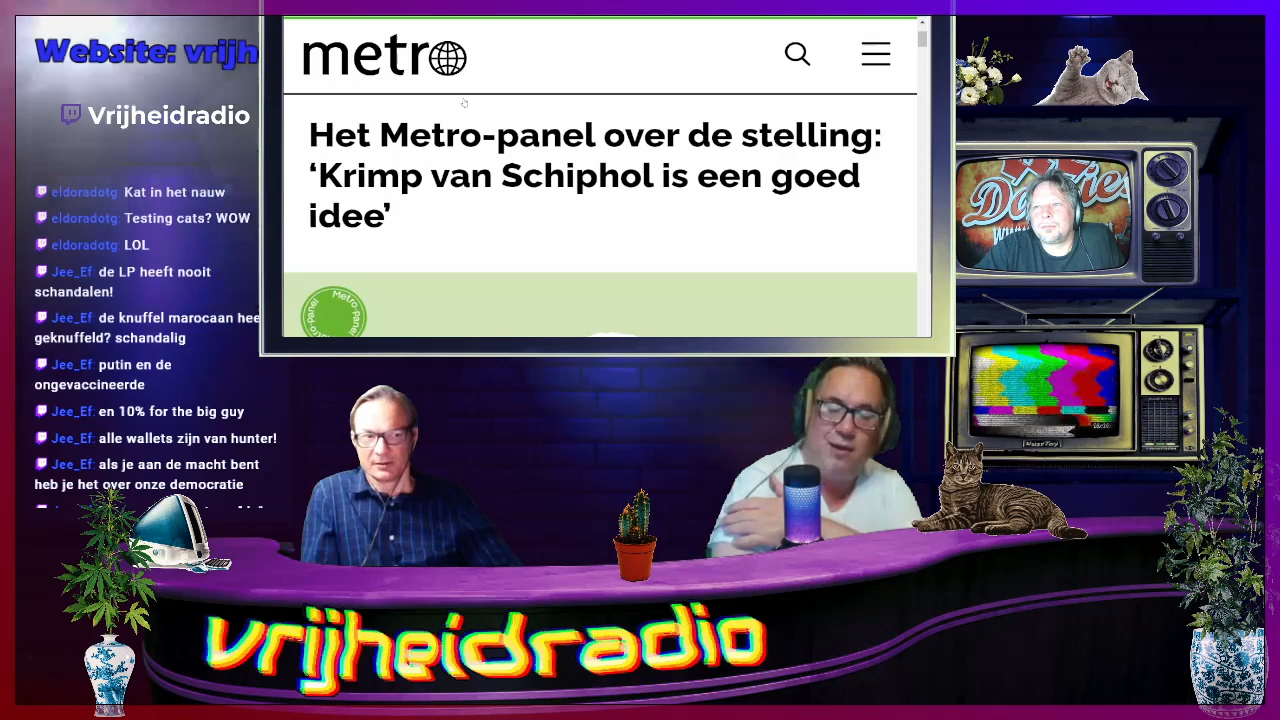 Website: vrijh
Vrijheidradio
eldoradotg: Kat in het nauw
eldoradotg: Testing cats? WOW
eldoradotg: LOL
Jee_Ef: de LP heeft nooit
schandalen!
Jee_Ef: de knuffel marocaan hee
geknuffeld? schandalig
Jee_Ef: putin en de
ongevaccineerde
Jee_Ef: en 10% for the big guy
Jee_Ef: alle wallets zijn van hunter!
Jee_Ef: als je aan de macht bent
heb je het over onze democratie
metro
Het Metro-panel over de stelling:
‘Krimp van Schiphol is een goed
idee’
Metro-Panel
vrijheidradio